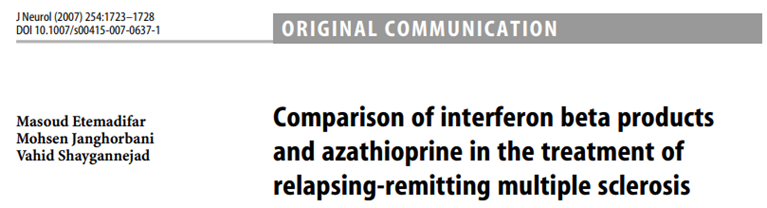 J Neurol (2007) 254:1723–1728
DOI 10.1007/s00415-007-0637-1
ORIGINAL COMMUNICATION
Masoud Etemadifar
Mohsen Janghorbani
Vahid Shaygannejad
Comparison of interferon beta products
and azathioprine in the treatment of
relapsing-remitting multiple sclerosis